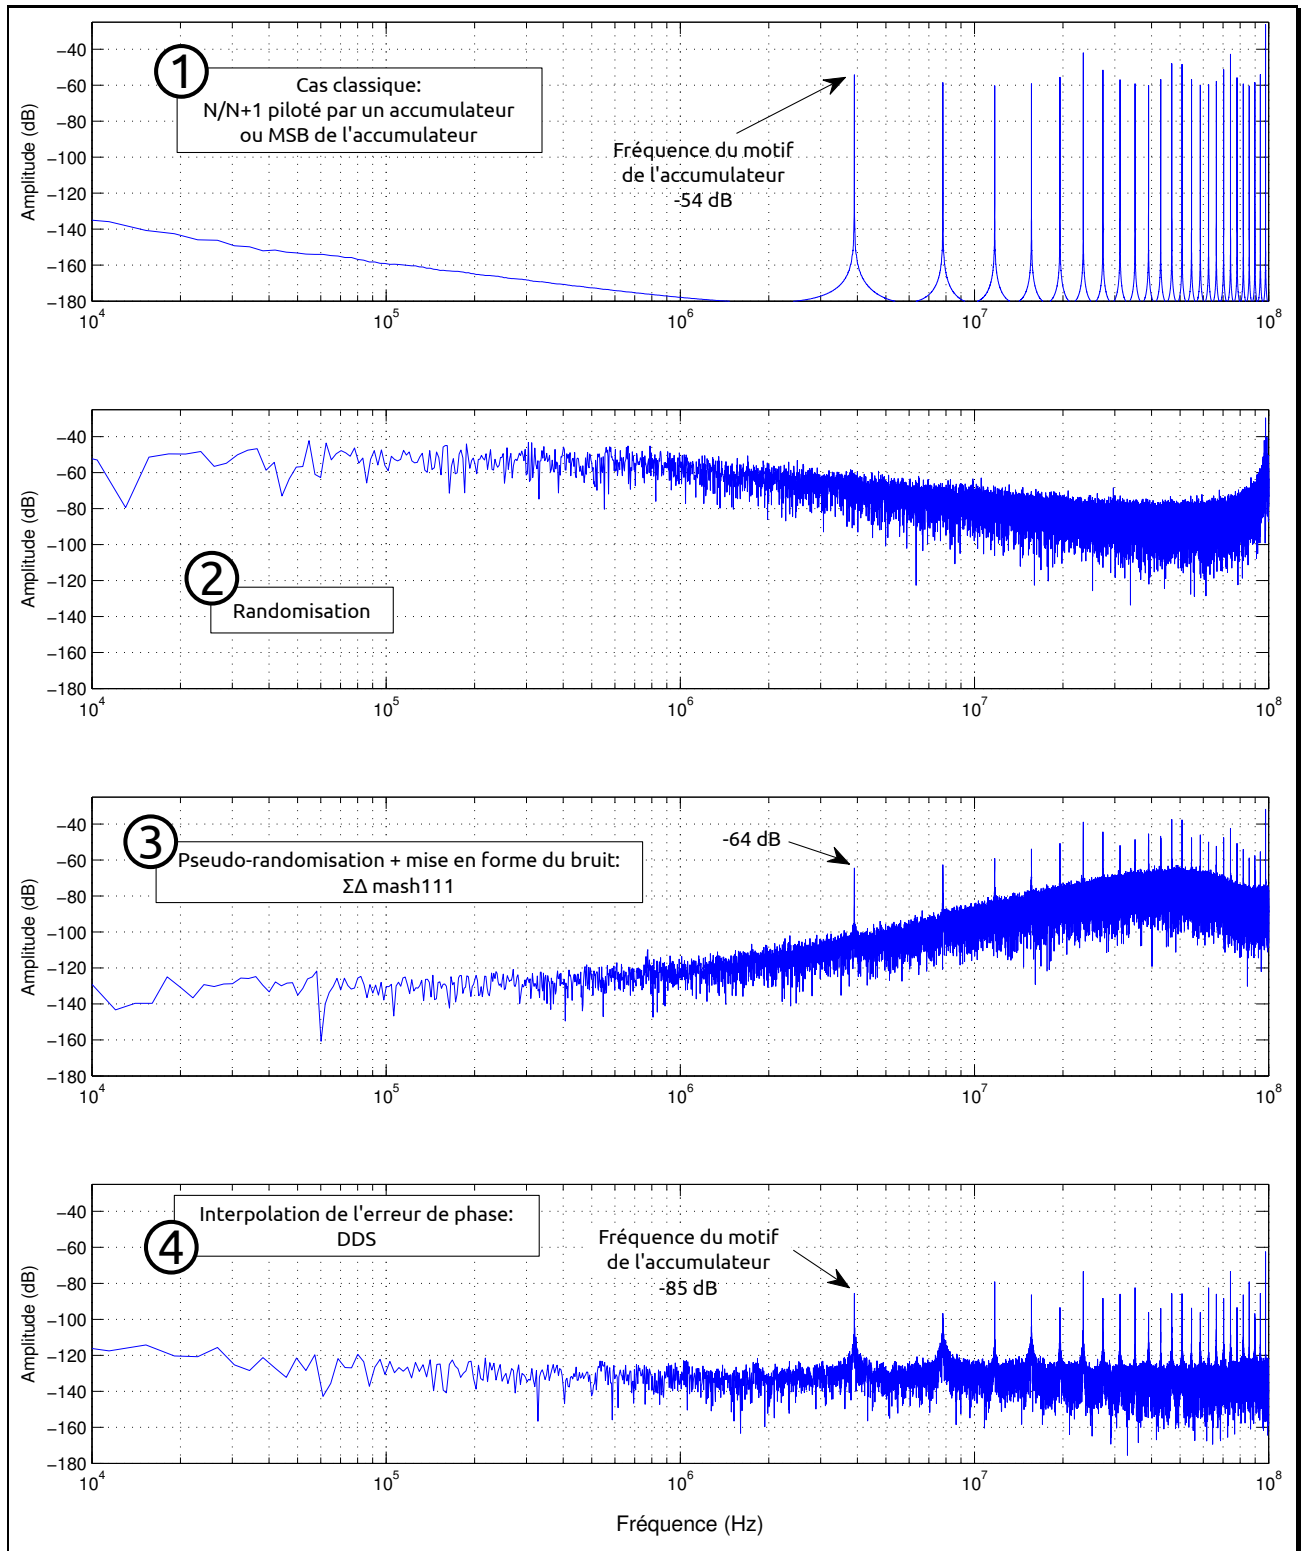 −40
−60
−80
−100
−120
−140
−160
−180
Amplitude (dB)
1
Cas classique:
N/N+1 piloté par un accumulateur
ou MSB de l'accumulateur
Fréquence du motif
de l'accumulateur
-54 dB
10^4 10^5 10^6 10^7 10^8
−40
−60
−80
−100
−120
−140
−160
−180
Amplitude (dB)
2
Randomisation
10^4 10^5 10^6 10^7 10^8
−40
−60
−80
−100
−120
−140
−160
−180
Amplitude (dB)
3
Pseudo-randomisation + mise en forme du bruit:
ΣΔ mash111
-64 dB
10^4 10^5 10^6 10^7 10^8
−40
−60
−80
−100
−120
−140
−160
−180
Amplitude (dB)
4
Interpolation de l'erreur de phase:
DDS
Fréquence du motif
de l'accumulateur
-85 dB
10^4 10^5 10^6 10^7 10^8
Fréquence (Hz)